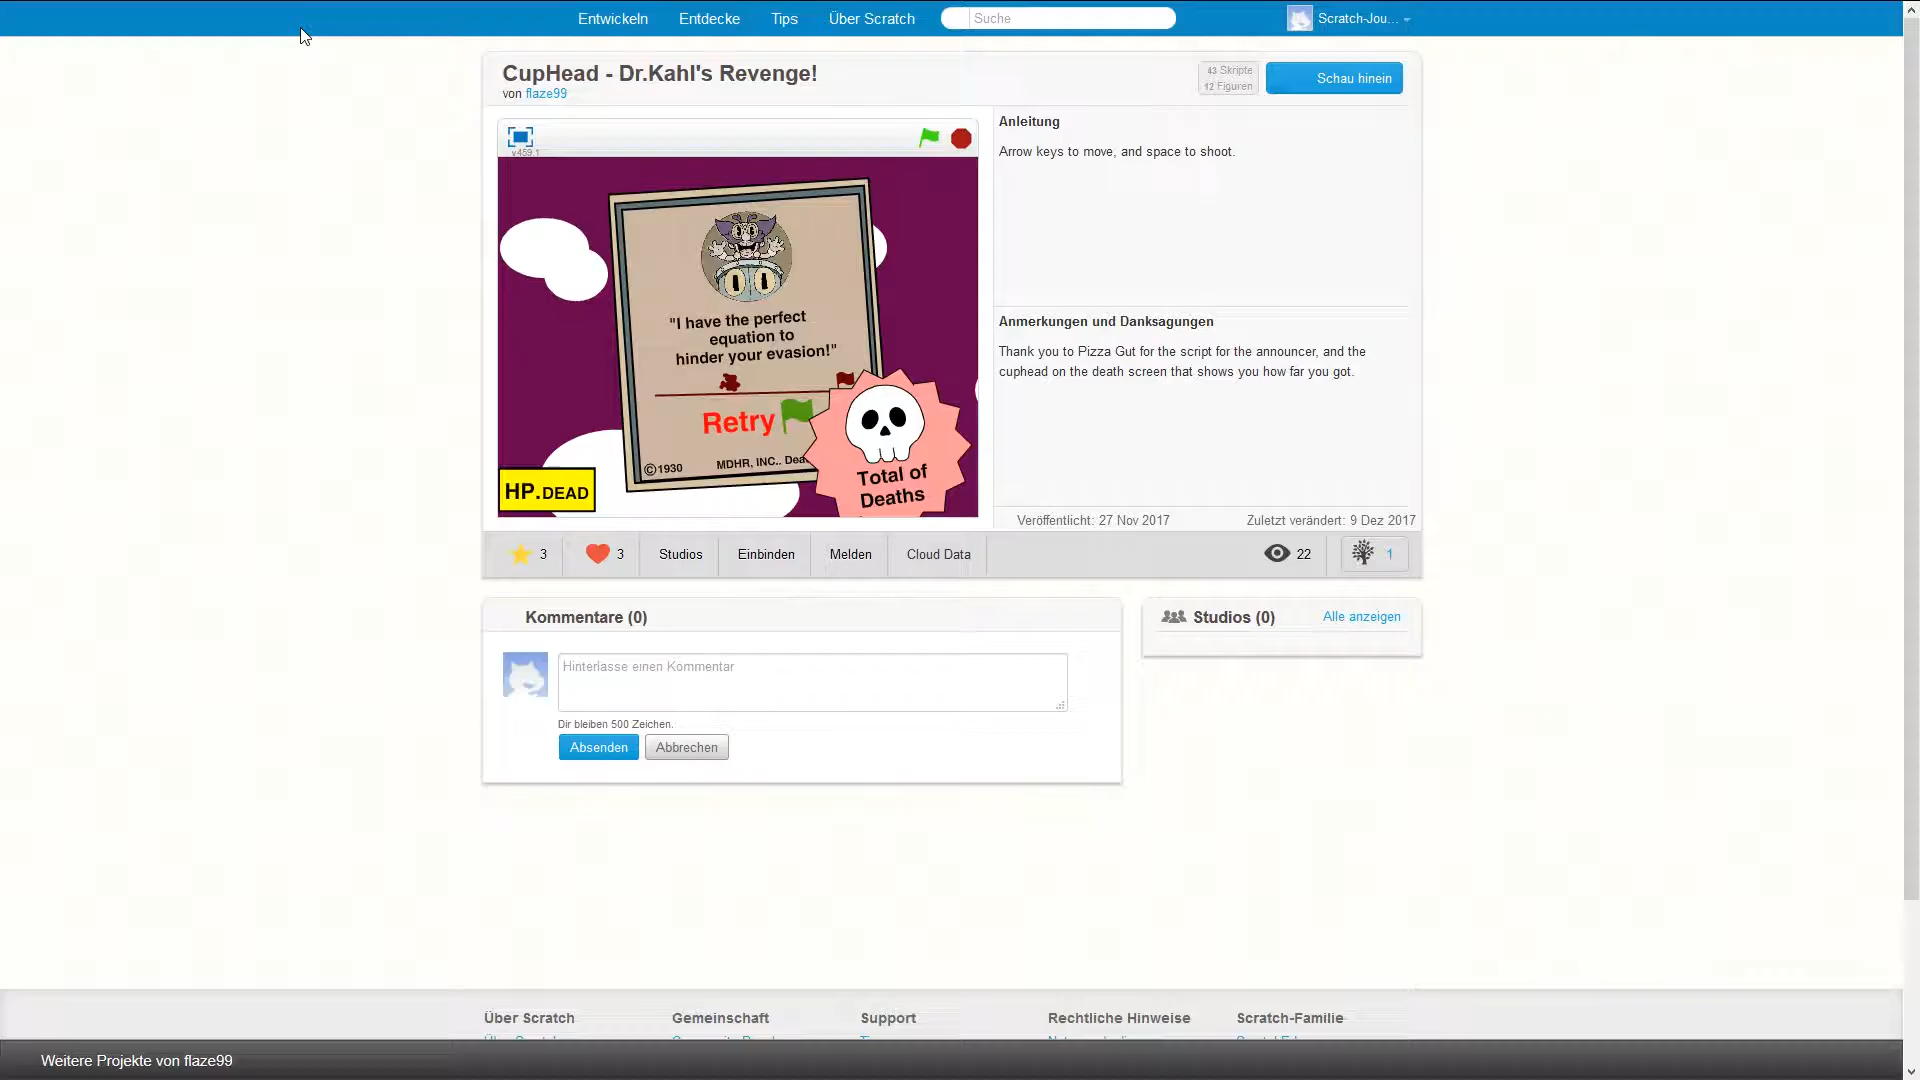 Entwickeln Entdecke Tips Über Scratch Suche Scratch-Jou...
CupHead - Dr.Kahl's Revenge!
von flaze99
43 Skripte
12 Figuren
Schau hinein
v459.1
Anleitung
Arrow keys to move, and space to shoot.
"I have the perfect
equation to
hinder your evasion!"
Retry
©1930 MDHR, INC..
Total of
Deaths
HP.DEAD
Anmerkungen und Danksagungen
Thank you to Pizza Gut for the script for the announcer, and the
cuphead on the death screen that shows you how far you got.
Veröffentlicht: 27 Nov 2017 Zuletzt verändert: 9 Dez 2017
3 3 Studios Einbinden Melden Cloud Data 22 1
Kommentare (0)
Hinterlasse einen Kommentar
Dir bleiben 500 Zeichen.
Absenden Abbrechen
Studios (0) Alle anzeigen
Über Scratch Gemeinschaft Support Rechtliche Hinweise Scratch-Familie
Weitere Projekte von flaze99